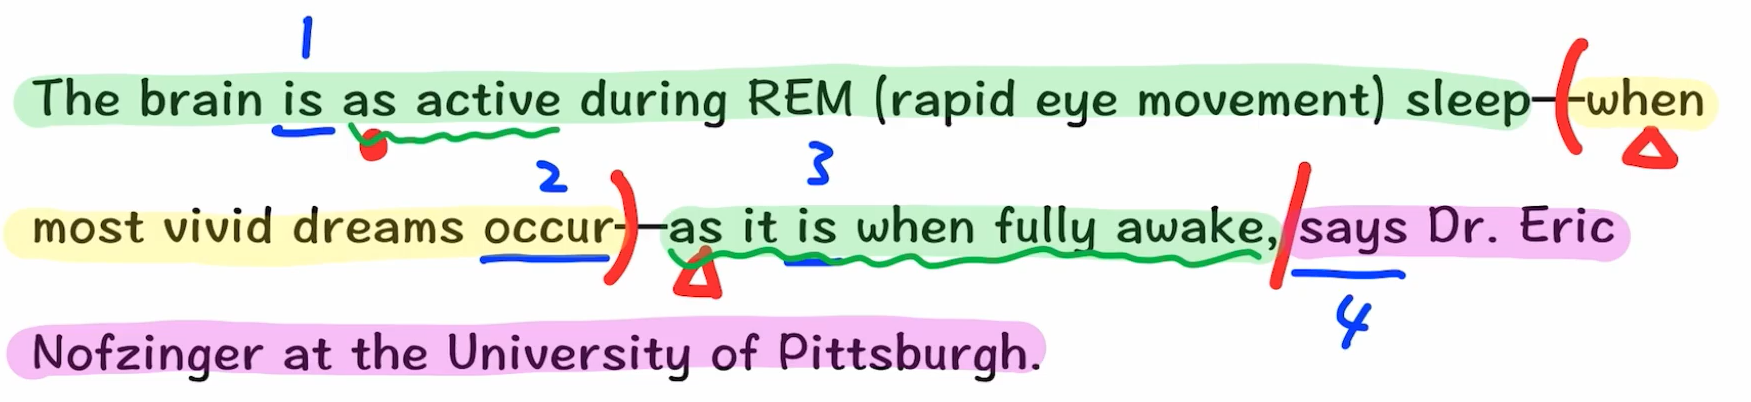 1
The brain is as active during REM (rapid eye movement) sleep—(when
2 3
most vivid dreams occur)—as it is when fully awake,/says Dr. Eric
4
Nofzinger at the University of Pittsburgh.